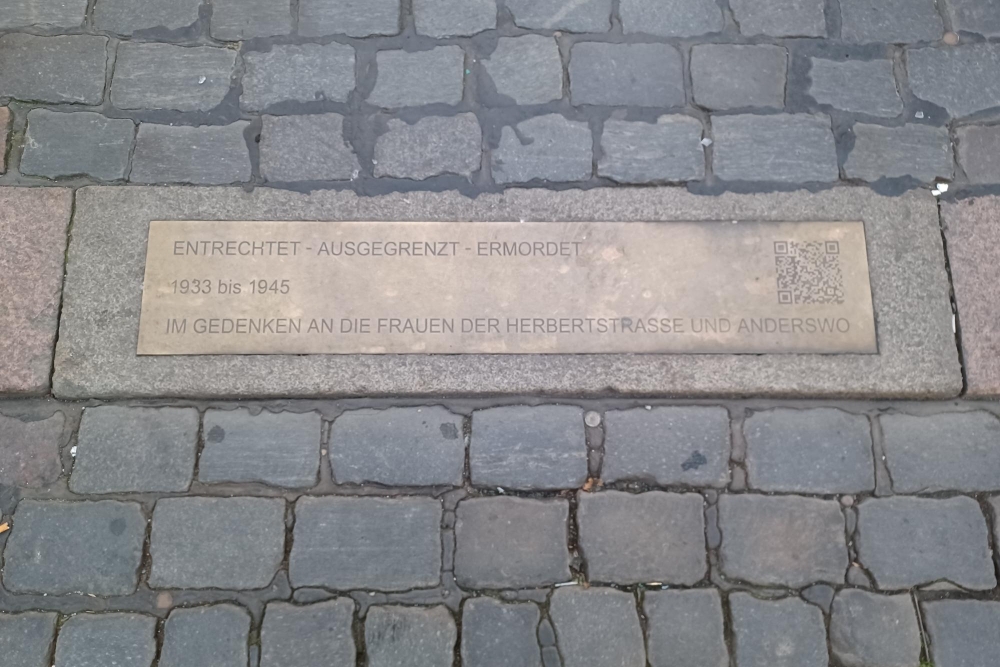 ENTRECHTET - AUSGEGRENZT - ERMORDET
1933 bis 1945
IM GEDENKEN AN DIE FRAUEN DER HERBERTSTRASSE UND ANDERSWO